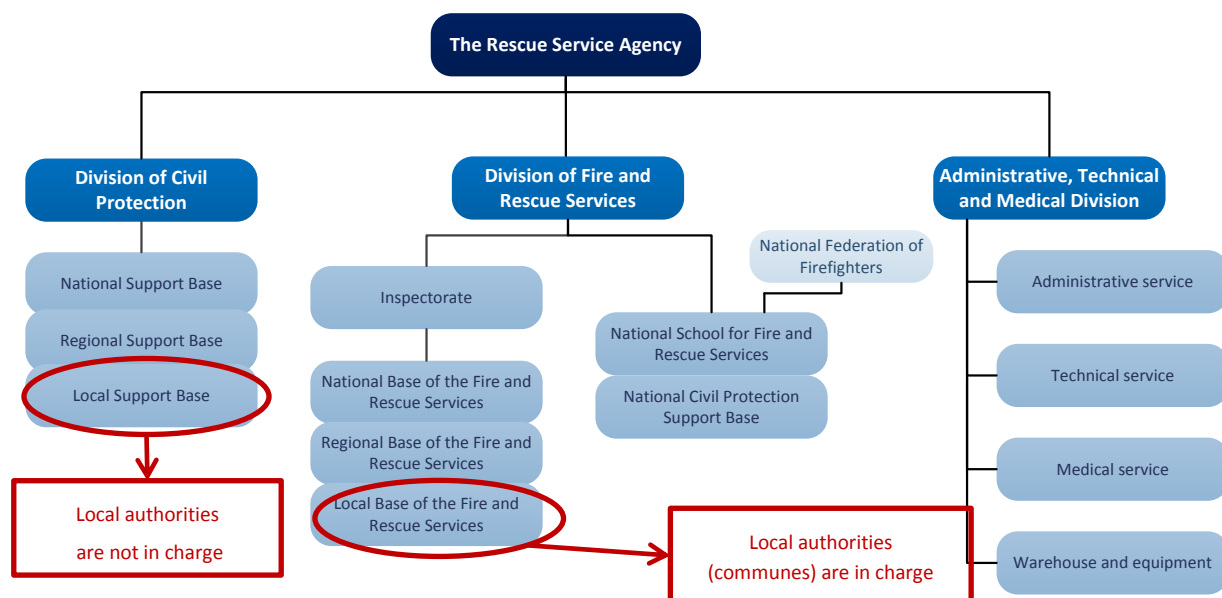 The Rescue Service Agency
Division of Civil
Protection
National Support Base
Regional Support Base
Local Support Base
Local authorities
are not in charge
Division of Fire and
Rescue Services
Inspectorate
National Base of the Fire and
Rescue Services
Regional Base of the Fire and
Rescue Services
Local Base of the Fire and
Rescue Services
National Federation of
Firefighters
National School for Fire and
Rescue Services
National Civil Protection
Support Base
Local authorities
(communes) are in charge
Administrative, Technical
and Medical Division
Administrative service
Technical service
Medical service
Warehouse and equipment